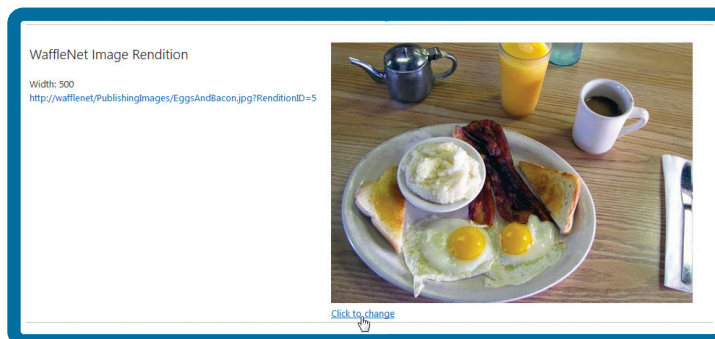 WaffleNet Image Rendition
Width: 500
http://wafflenet/PublishingImages/EggsAndBacon.jpg?RenditionID=5
Click to change